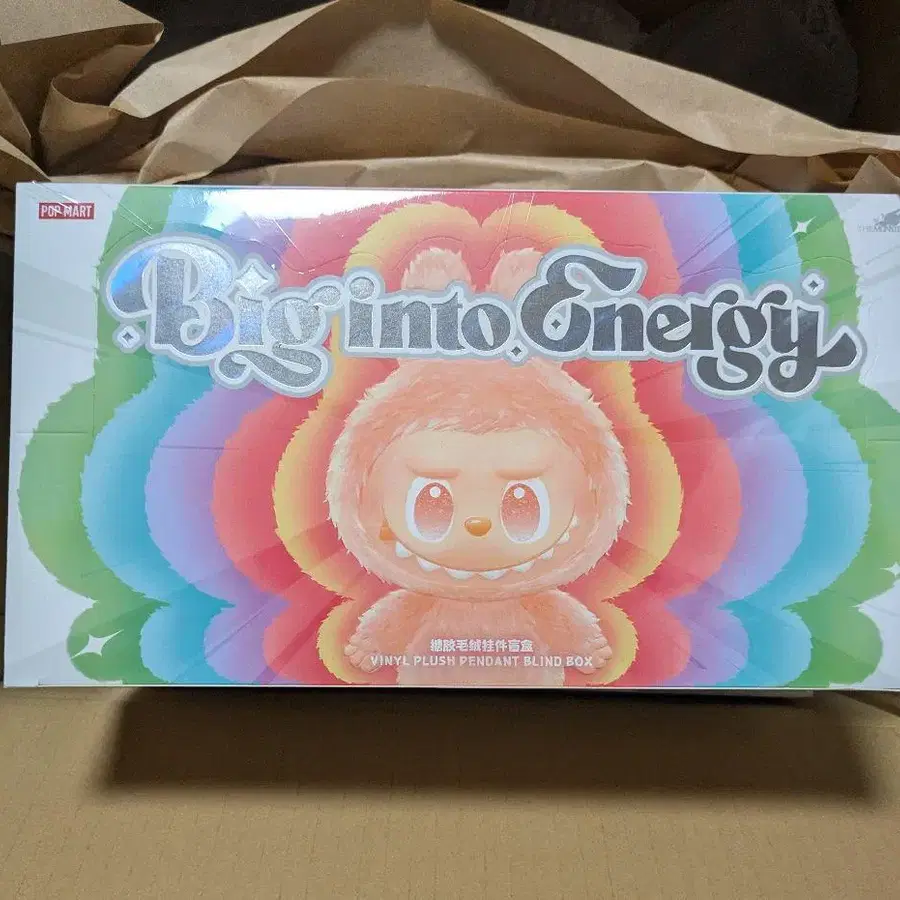 POP MART
Big into Energy
搪胶毛绒挂件盲盒
VINYL PLUSH PENDANT BLIND BOX